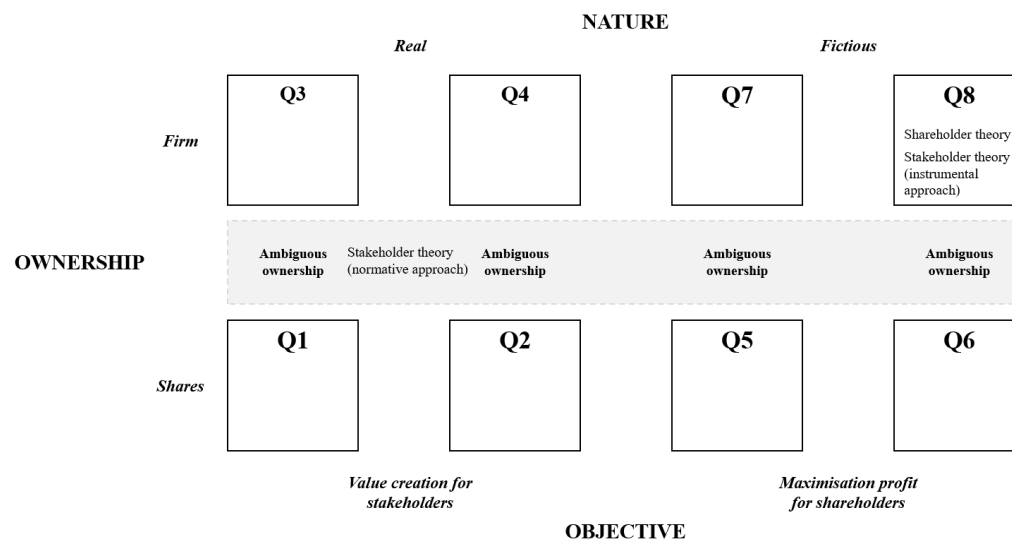 NATURE
Real
Fictious
Q3
Q4
Q7
Q8
Firm
Shareholder theory
Stakeholder theory
(instrumental
approach)
OWNERSHIP
Ambiguous
ownership
Stakeholder theory
(normative approach)
Ambiguous
ownership
Ambiguous
ownership
Ambiguous
ownership
Q1
Q2
Q5
Q6
Shares
Value creation for
stakeholders
Maximisation profit
for shareholders
OBJECTIVE